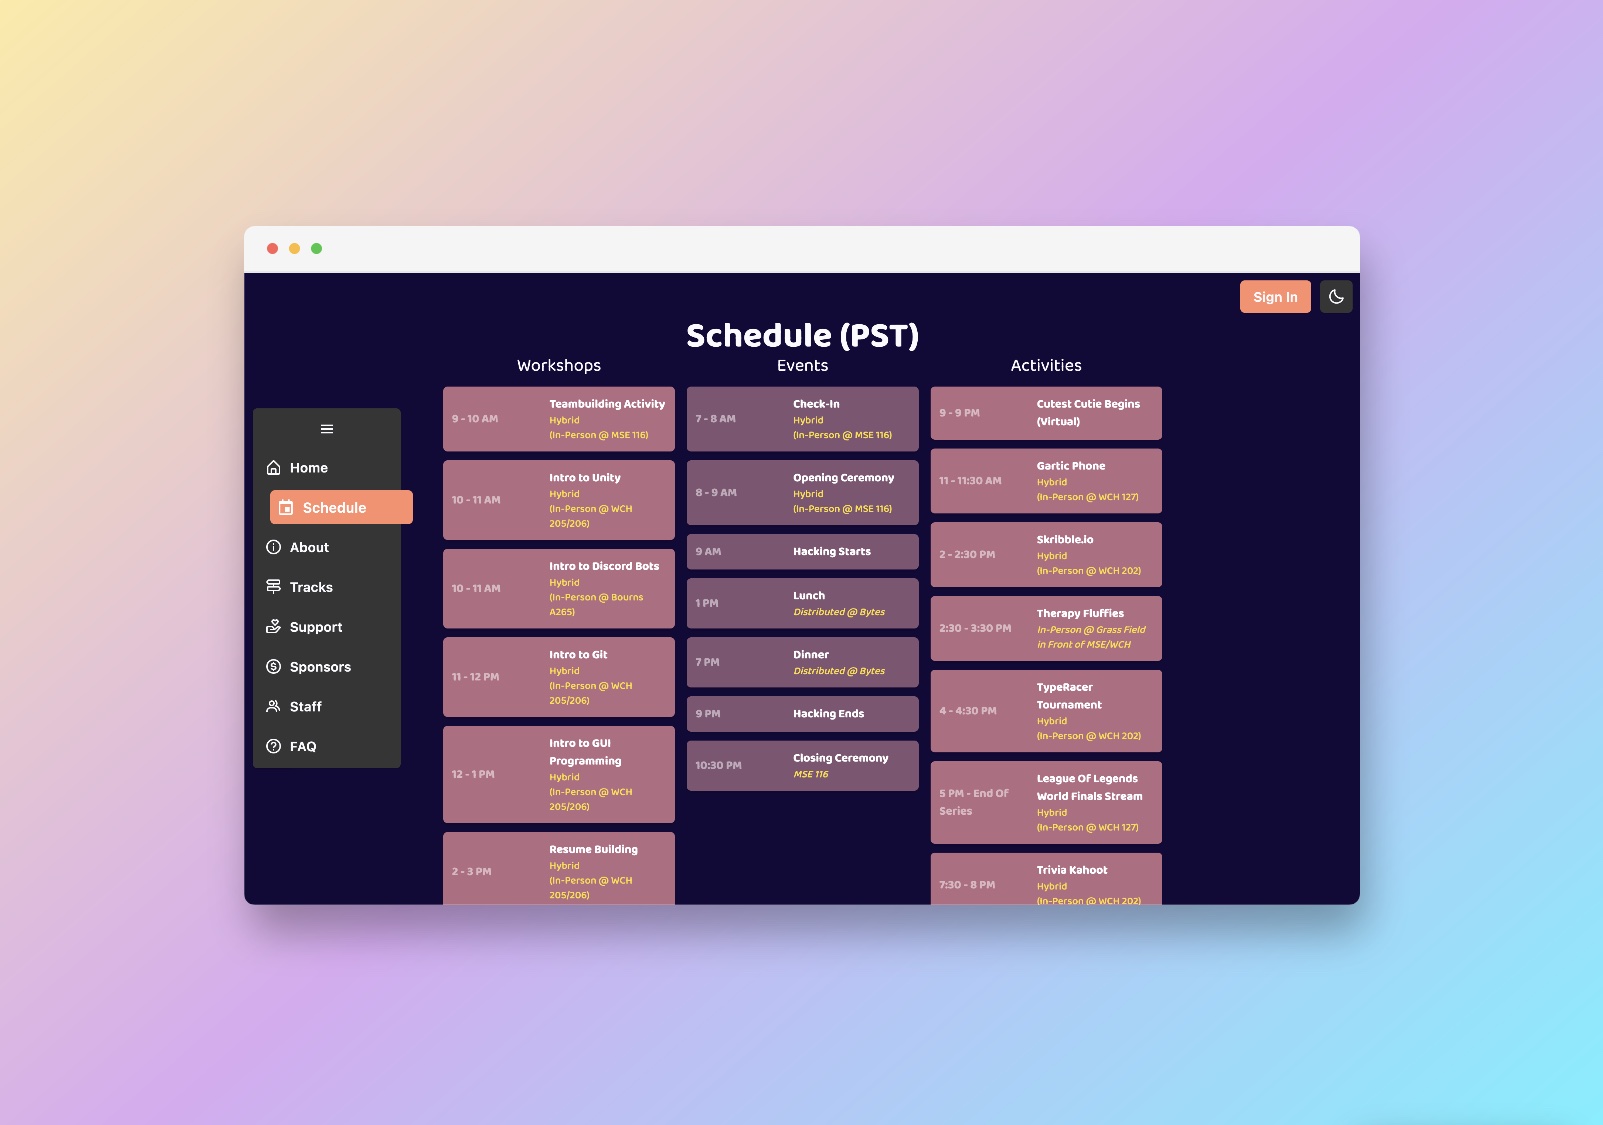 Sign In
Schedule (PST)
Home
Schedule
About
Tracks
Support
Sponsors
Staff
FAQ
Workshops
9 - 10 AM
Teambuilding Activity
Hybrid
(In-Person @ MSE 116)
10 - 11 AM
Intro to Unity
Hybrid
(In-Person @ WCH
205/206)
10 - 11 AM
Intro to Discord Bots
Hybrid
(In-Person @ Bourns
A265)
11 - 12 PM
Intro to Git
Hybrid
(In-Person @ WCH
205/206)
12 - 1 PM
Intro to GUI
Programming
Hybrid
(In-Person @ WCH
205/206)
2 - 3 PM
Resume Building
Hybrid
(In-Person @ WCH
205/206)
Events
7 - 8 AM
Check-In
Hybrid
(In-Person @ MSE 116)
8 - 9 AM
Opening Ceremony
Hybrid
(In-Person @ MSE 116)
9 AM
Hacking Starts
1 PM
Lunch
Distributed @ Bytes
7 PM
Dinner
Distributed @ Bytes
9 PM
Hacking Ends
10:30 PM
Closing Ceremony
MSE 116
Activities
9 - 9 PM
Cutest Cutie Begins
(Virtual)
11 - 11:30 AM
Gartic Phone
Hybrid
(In-Person @ WCH 127)
2 - 2:30 PM
Skribble.io
Hybrid
(In-Person @ WCH 202)
2:30 - 3:30 PM
Therapy Fluffies
In-Person @ Grass Field
in Front of MSE/WCH
4 - 4:30 PM
TypeRacer
Tournament
Hybrid
(In-Person @ WCH 202)
5 PM - End Of
Series
League Of Legends
World Finals Stream
Hybrid
(In-Person @ WCH 127)
7:30 - 8 PM
Trivia Kahoot
Hybrid
(In-Person @ WCH 202)